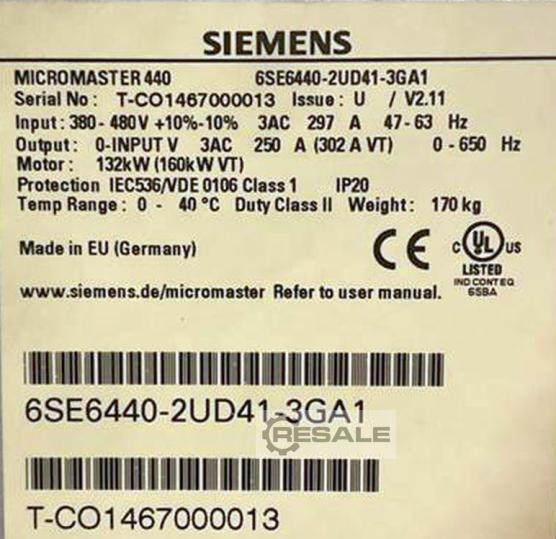 SIEMENS
MICROMASTER 440 6SE6440-2UD41-3GA1
Serial No : T-CO1467000013 Issue : U / V2.11
Input : 380- 480V +10%-10% 3AC 297 A 47-63 Hz
Output : 0-INPUT V 3AC 250 A (302 A VT) 0 - 650 Hz
Motor : 132kW (160kW VT)
Protection IEC536/VDE 0106 Class 1 IP20
Temp Range : 0 - 40 °C Duty Class II Weight : 170 kg
Made in EU (Germany) CE C UL US
LISTED
IND CONT EQ
65BA
www.siemens.de/micromaster Refer to user manual.
6SE6440-2UD41-3GA1
RESALE
T-CO1467000013